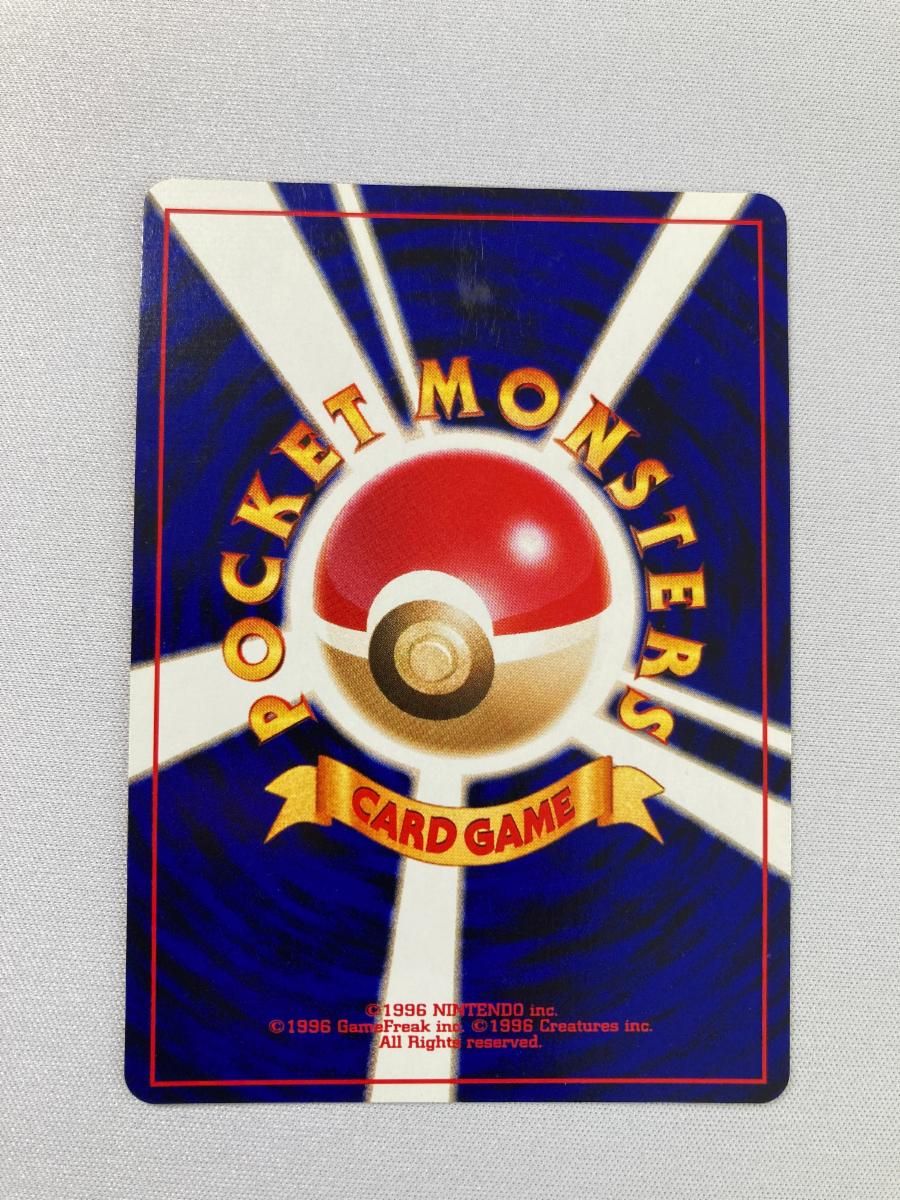 POCKET MONSTERS
CARD GAME
©1996 NINTENDO inc.
©1996 GameFreak inc. ©1996 Creatures inc.
All Rights reserved.